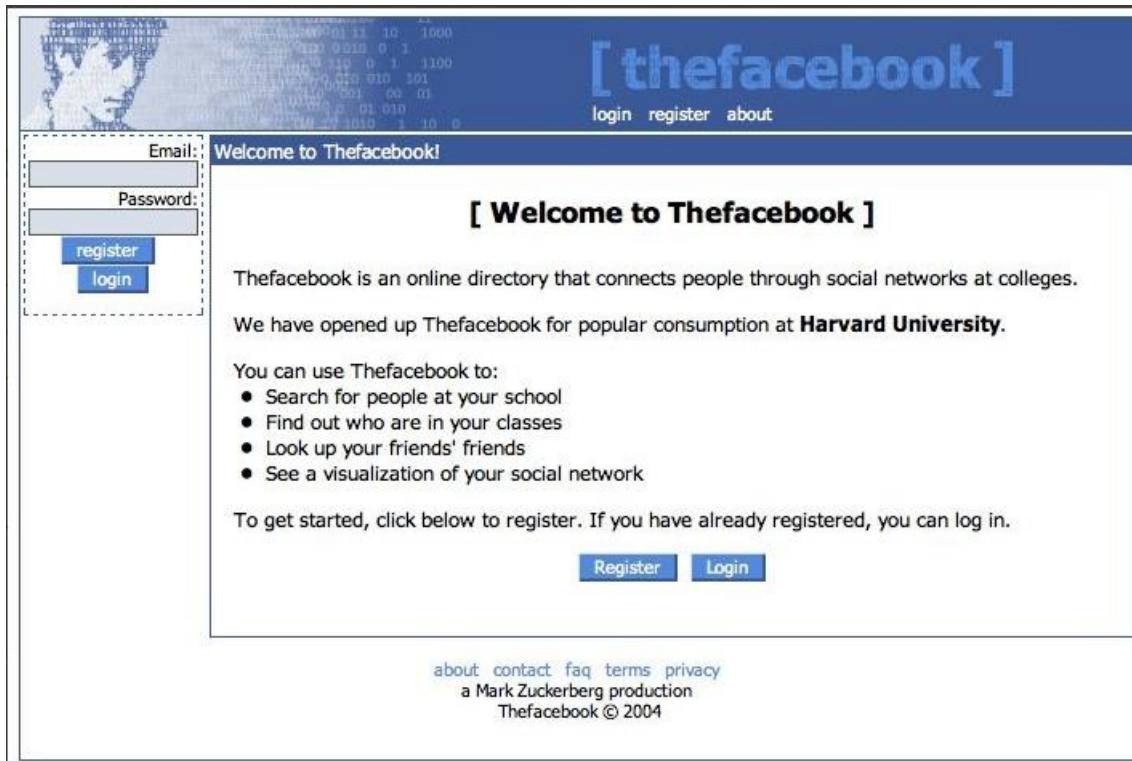 [ thefacebook ]
login register about
Email:
Password:
register
login
Welcome to Thefacebook!
[ Welcome to Thefacebook ]
Thefacebook is an online directory that connects people through social networks at colleges.
We have opened up Thefacebook for popular consumption at Harvard University.
You can use Thefacebook to:
• Search for people at your school
• Find out who are in your classes
• Look up your friends' friends
• See a visualization of your social network
To get started, click below to register. If you have already registered, you can log in.
Register Login
about contact faq terms privacy
a Mark Zuckerberg production
Thefacebook © 2004